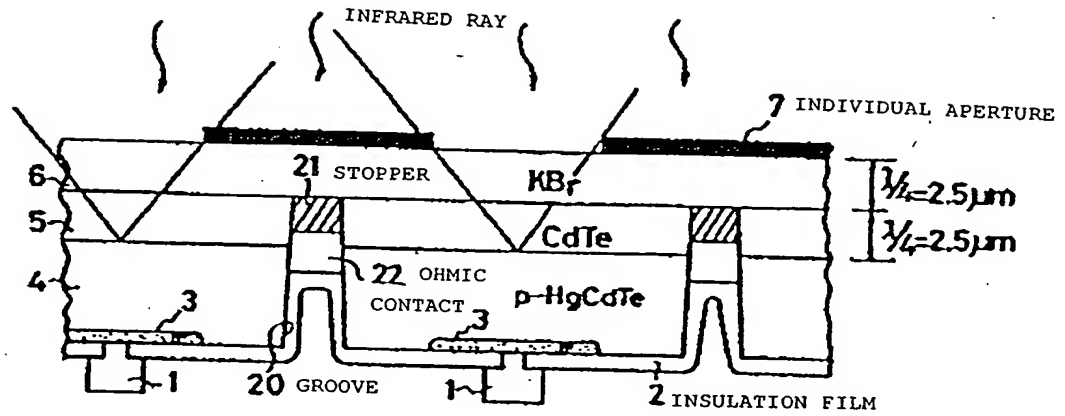 INFRARED RAY
7 INDIVIDUAL APERTURE
21 STOPPER
6
KBr
λ/4=2.5μm
5
CdTe
λ/4=2.5μm
4
22 OHMIC
CONTACT
p-HgCdTe
3
3
1
20 GROOVE
1
2 INSULATION FILM